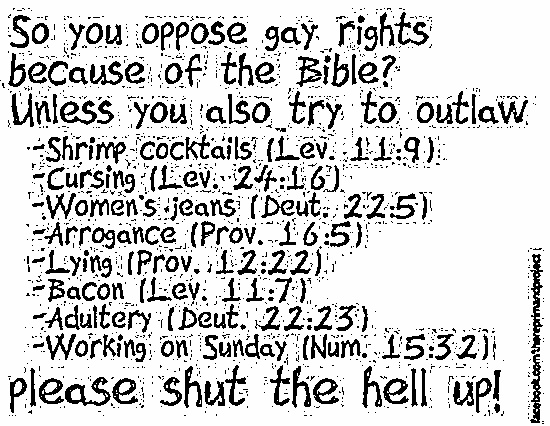 So you oppose gay rights
because of the Bible?
Unless you also try to outlaw
-Shrimp cocktails (Lev. 11:9)
-Cursing (Lev. 24:16)
-Women's jeans (Deut. 22:5)
-Arrogance (Prov. 16:5)
-Lying (Prov. 12:22)
-Bacon (Lev. 11:7)
-Adultery (Deut. 22:23)
-Working on Sunday (Num. 15:32)
please shut the hell up!
facebook.com/thereprimandproject